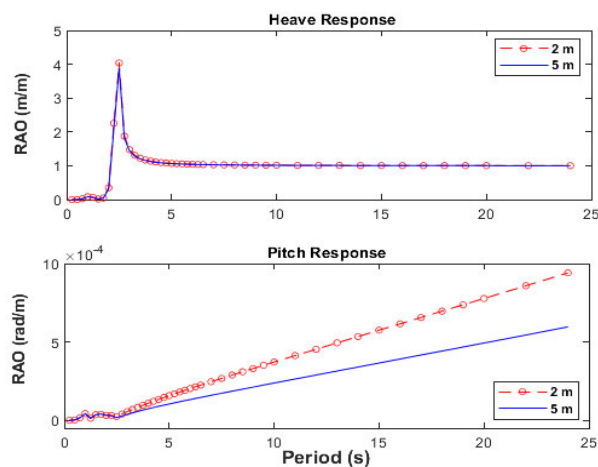 Heave Response
5
4
3
2
1
0
RAO (m/m)
2 m
5 m
0 5 10 15 20 25
Pitch Response
×10⁻⁴
10
5
0
RAO (rad/m)
2 m
5 m
0 5 10 15 20 25
Period (s)